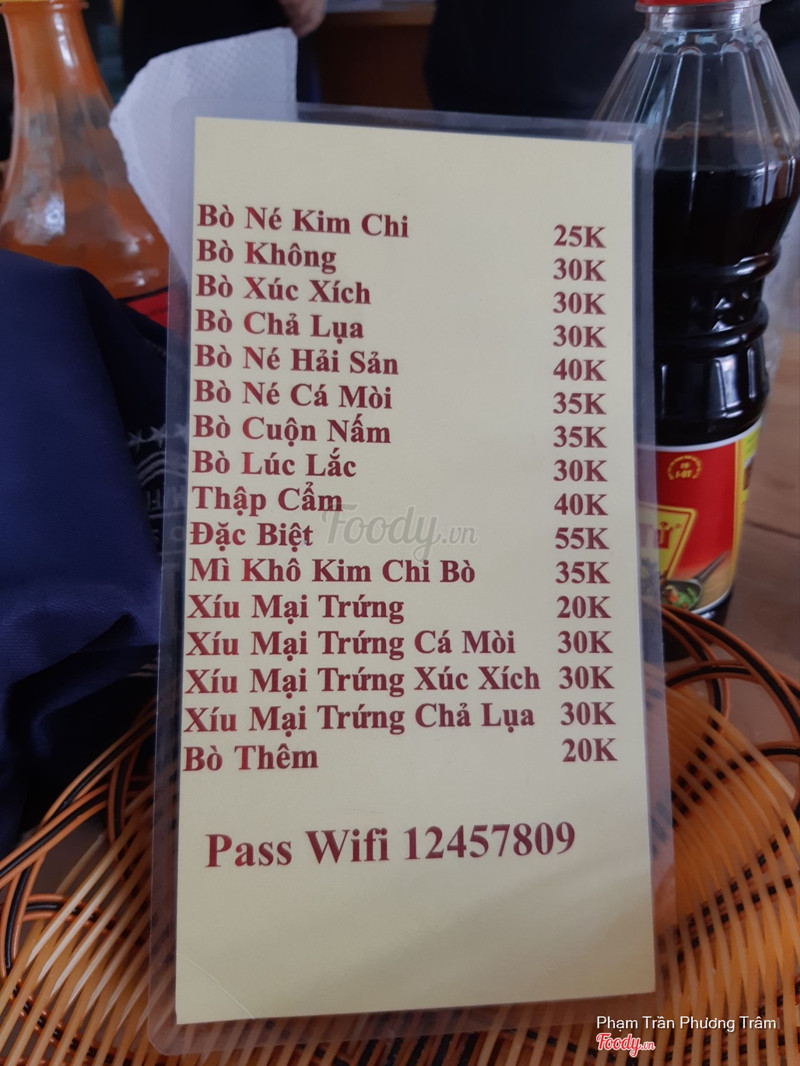 Bò Né Kim Chi 25K
Bò Không 30K
Bò Xúc Xích 30K
Bò Chả Lụa 30K
Bò Né Hải Sản 40K
Bò Né Cá Mòi 35K
Bò Cuộn Nấm 35K
Bò Lúc Lắc 30K
Thập Cẩm 40K
Đặc Biệt 55K
Mì Khô Kim Chi Bò 35K
Xíu Mại Trứng 20K
Xíu Mại Trứng Cá Mòi 30K
Xíu Mại Trứng Xúc Xích 30K
Xíu Mại Trứng Chả Lụa 30K
Bò Thêm 20K
Pass Wifi 12457809
Foody.vn
Phạm Trần Phương Trâm
Foody.vn